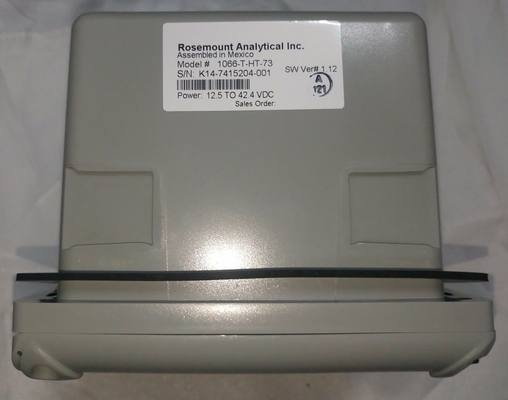 Rosemount Analytical Inc.
Assembled in Mexico
Model # 1066-T-HT-73
S/N: K14-7415204-001
SW Ver# 1.12
Power: 12.5 TO 42.4 VDC
Sales Order: